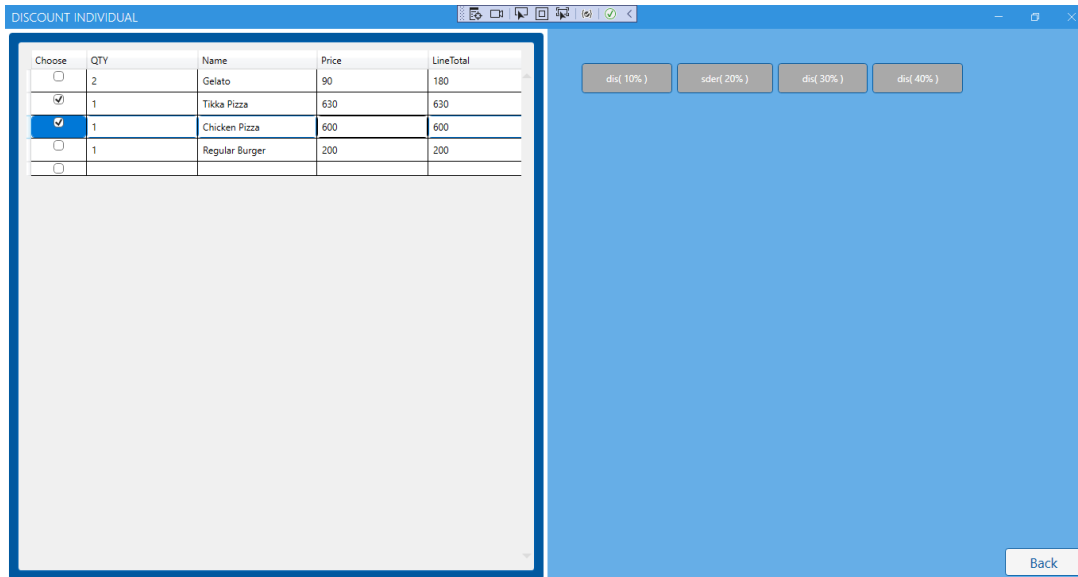 DISCOUNT INDIVIDUAL
Choose QTY Name Price LineTotal
2 Gelato 90 180
1 Tikka Pizza 630 630
1 Chicken Pizza 600 600
1 Regular Burger 200 200
dis( 10% ) sder( 20% ) dis( 30% ) dis( 40% )
Back